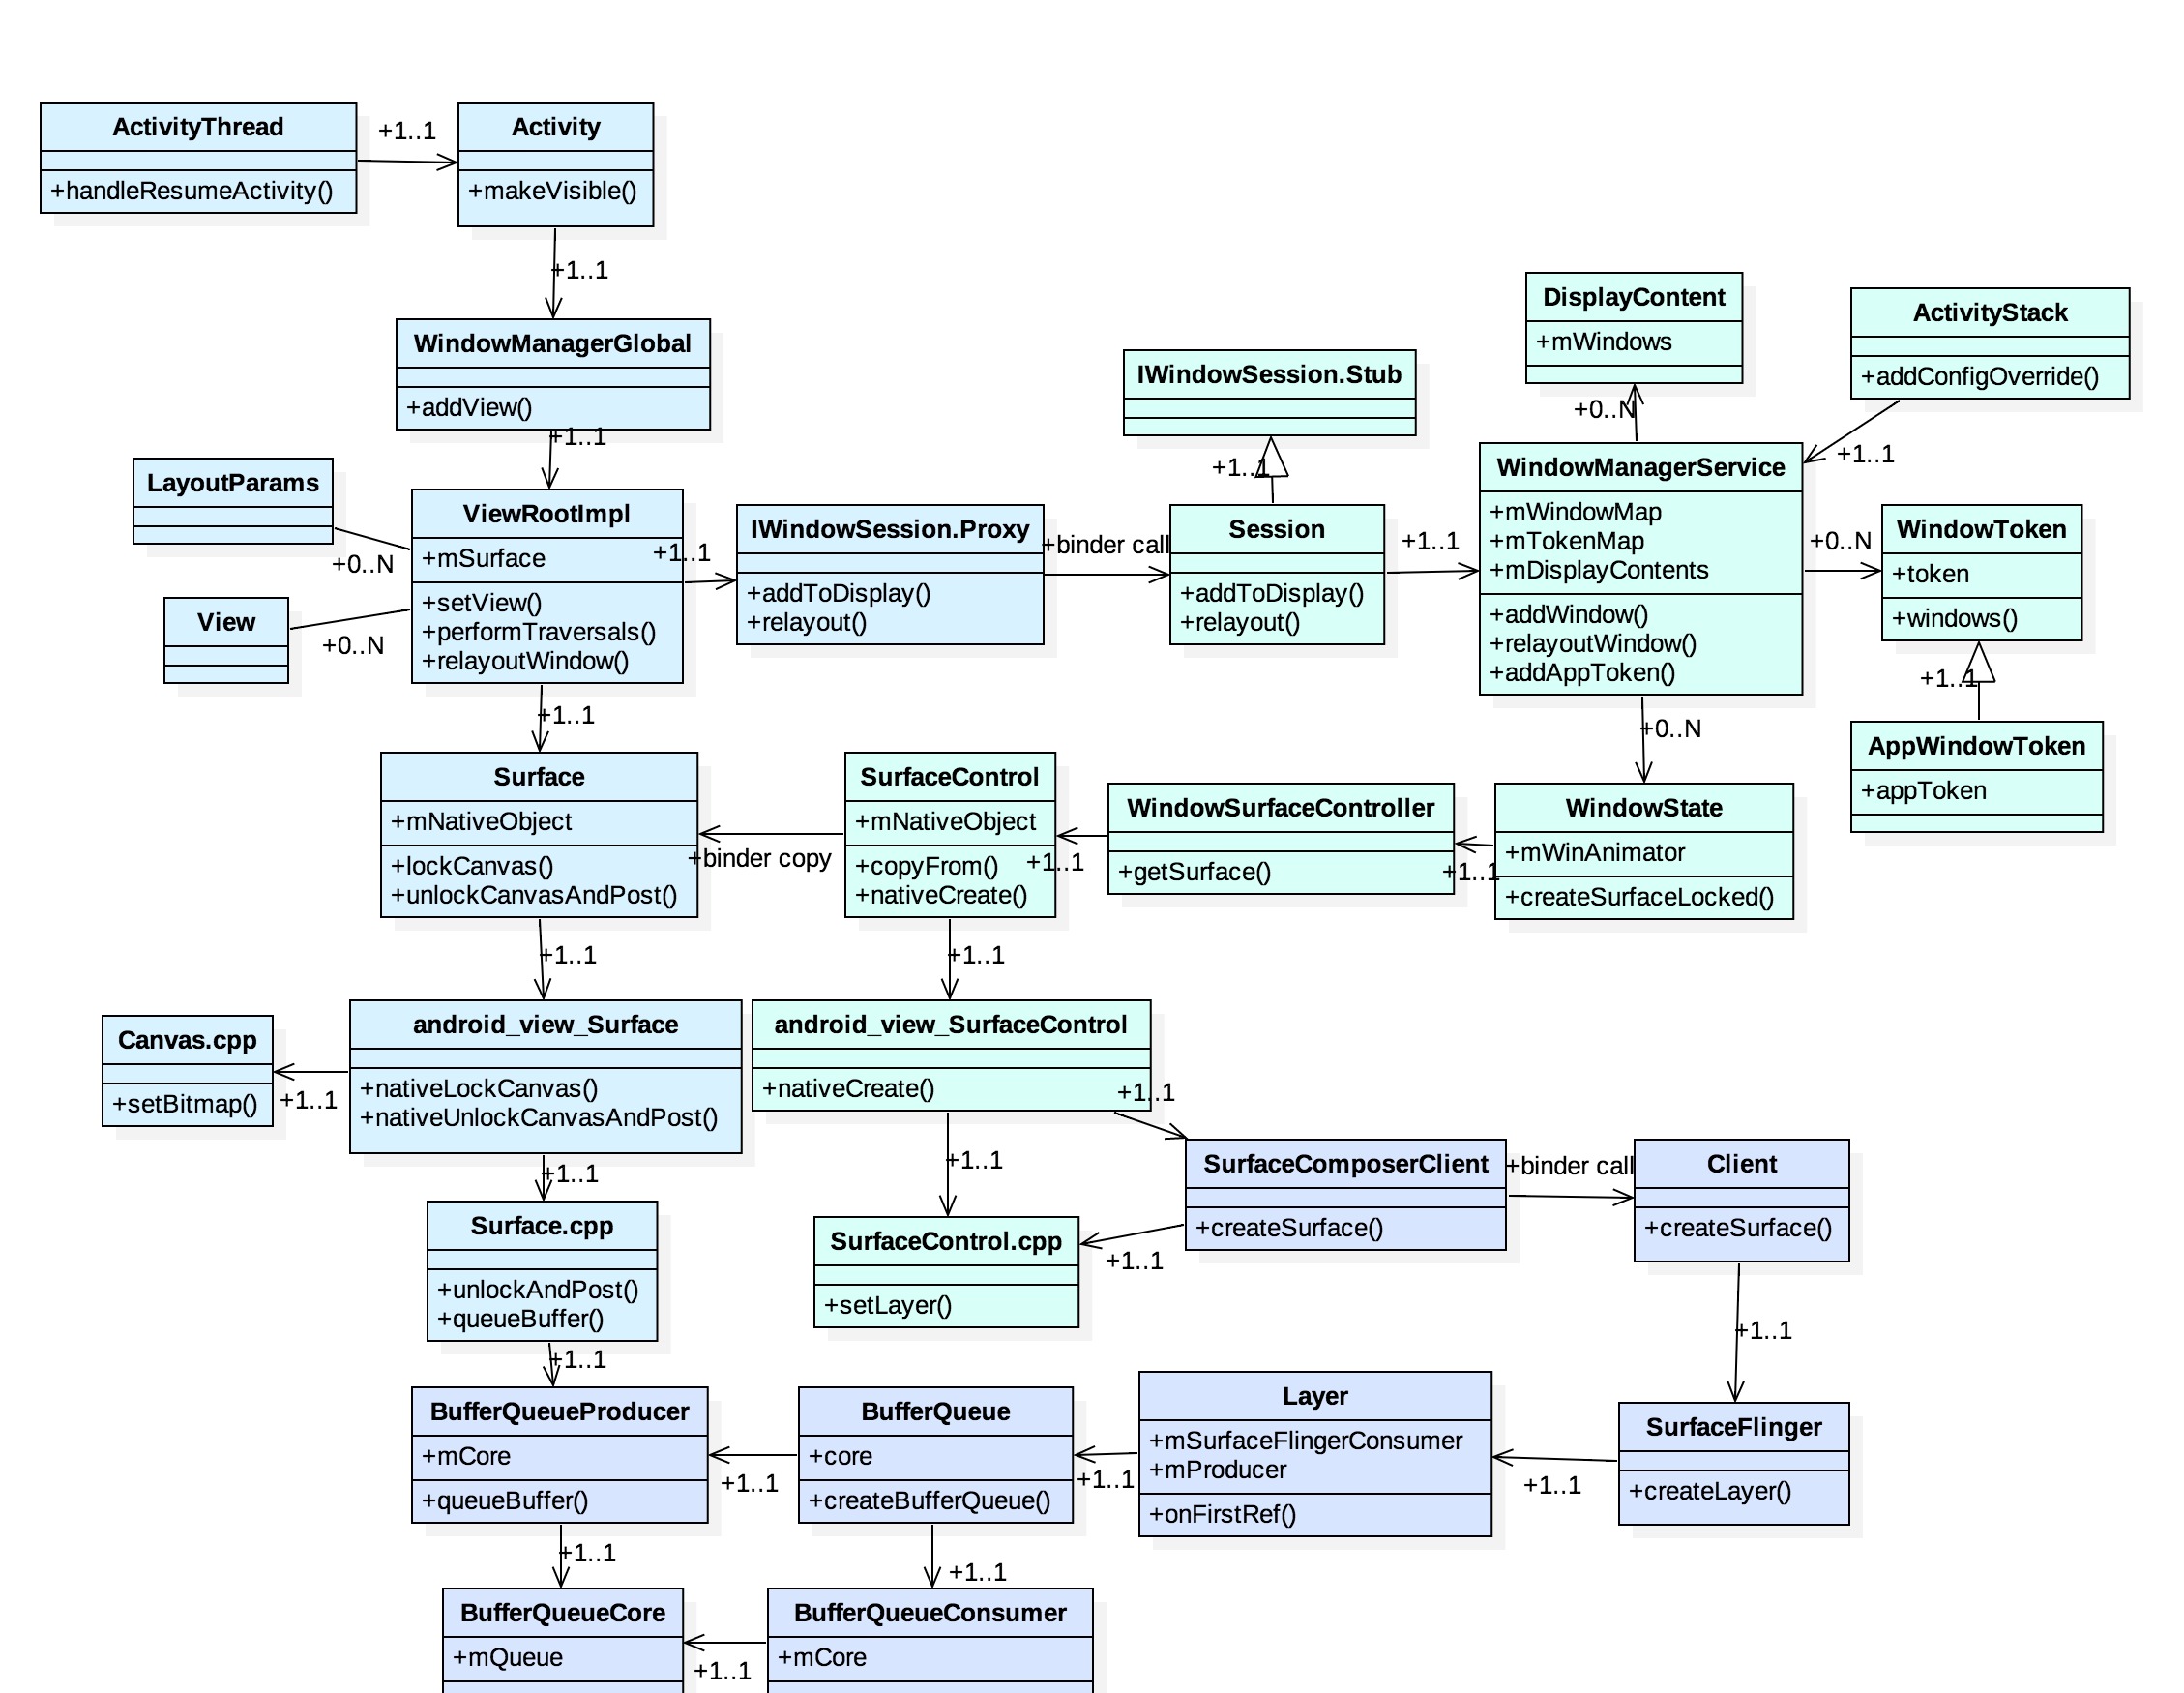 ActivityThread
+handleResumeActivity()
+1..1
Activity
+makeVisible()
+1..1
WindowManagerGlobal
+addView()
+1..1
LayoutParams
+0..N
View
+0..N
ViewRootImpl
+mSurface
+setView()
+performTraversals()
+relayoutWindow()
+1..1
IWindowSession.Proxy
+addToDisplay()
+relayout()
+binder call
IWindowSession.Stub
+1..1
Session
+addToDisplay()
+relayout()
+1..1
DisplayContent
+mWindows
+0..N
ActivityStack
+addConfigOverride()
+1..1
WindowManagerService
+mWindowMap
+mTokenMap
+mDisplayContents
+addWindow()
+relayoutWindow()
+addAppToken()
+0..N
WindowToken
+token
+windows()
+1..1
AppWindowToken
+appToken
+0..N
+1..1
Surface
+mNativeObject
+lockCanvas()
+unlockCanvasAndPost()
+binder copy
SurfaceControl
+mNativeObject
+copyFrom()
+nativeCreate()
+1..1
WindowSurfaceController
+getSurface()
+1..1
WindowState
+mWinAnimator
+createSurfaceLocked()
+1..1
+1..1
Canvas.cpp
+setBitmap()
+1..1
android_view_Surface
+nativeLockCanvas()
+nativeUnlockCanvasAndPost()
android_view_SurfaceControl
+nativeCreate()
+1..1
+1..1
+1..1
Surface.cpp
+unlockAndPost()
+queueBuffer()
SurfaceControl.cpp
+setLayer()
+1..1
SurfaceComposerClient
+createSurface()
+binder call
Client
+createSurface()
+1..1
+1..1
BufferQueueProducer
+mCore
+queueBuffer()
+1..1
BufferQueue
+core
+createBufferQueue()
+1..1
Layer
+mSurfaceFlingerConsumer
+mProducer
+onFirstRef()
+1..1
SurfaceFlinger
+createLayer()
+1..1
+1..1
BufferQueueCore
+mQueue
+1..1
BufferQueueConsumer
+mCore